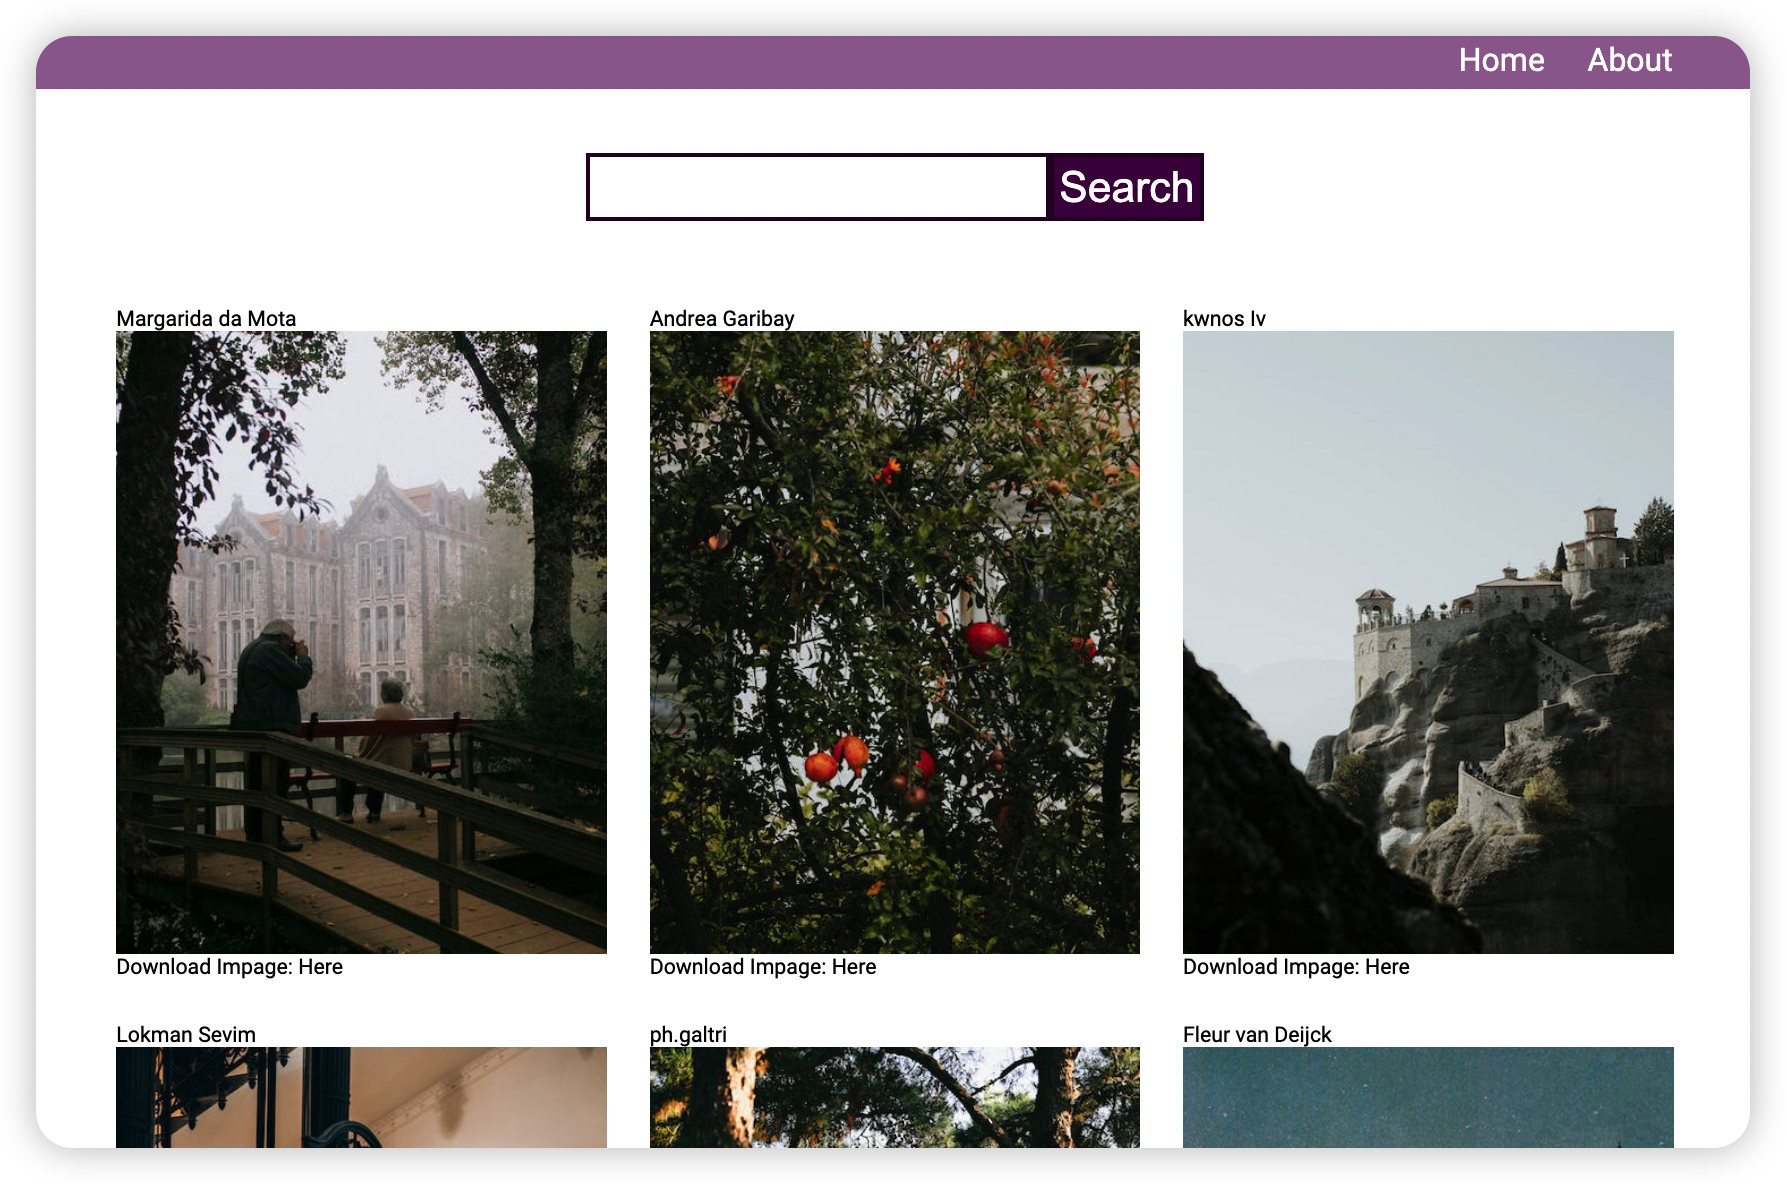 Home About
Search
Margarida da Mota
Andrea Garibay
kwnos Iv
Download Impage: Here
Download Impage: Here
Download Impage: Here
Lokman Sevim
ph.galtri
Fleur van Deijck